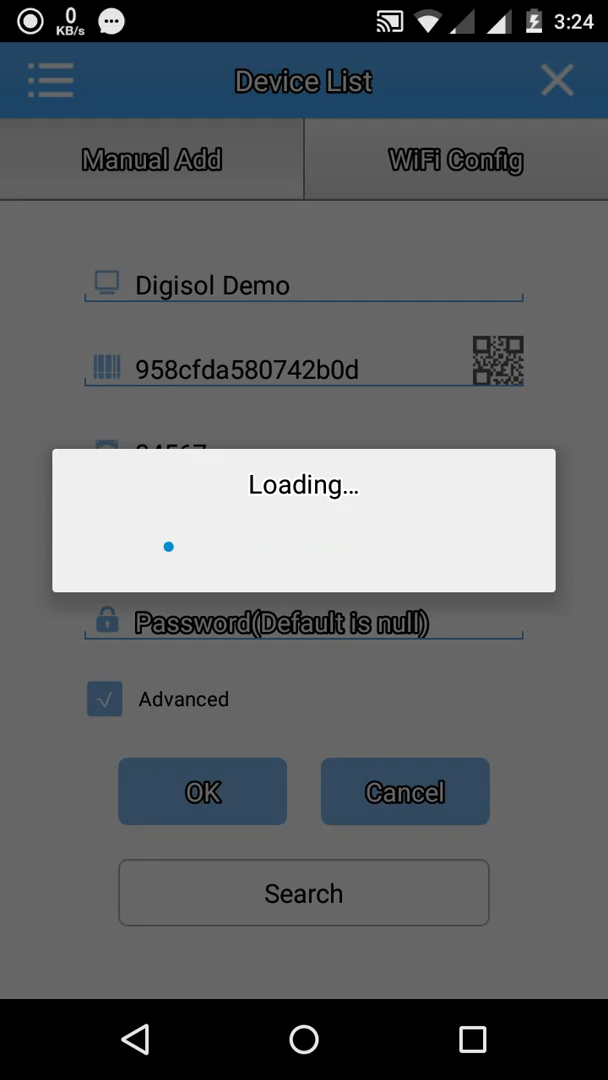 0
KB/s
3:24
Device List
Manual Add
WiFi Config
Digisol Demo
958cfda580742b0d
34567
Loading...
Password(Default is null)
Advanced
OK
Cancel
Search